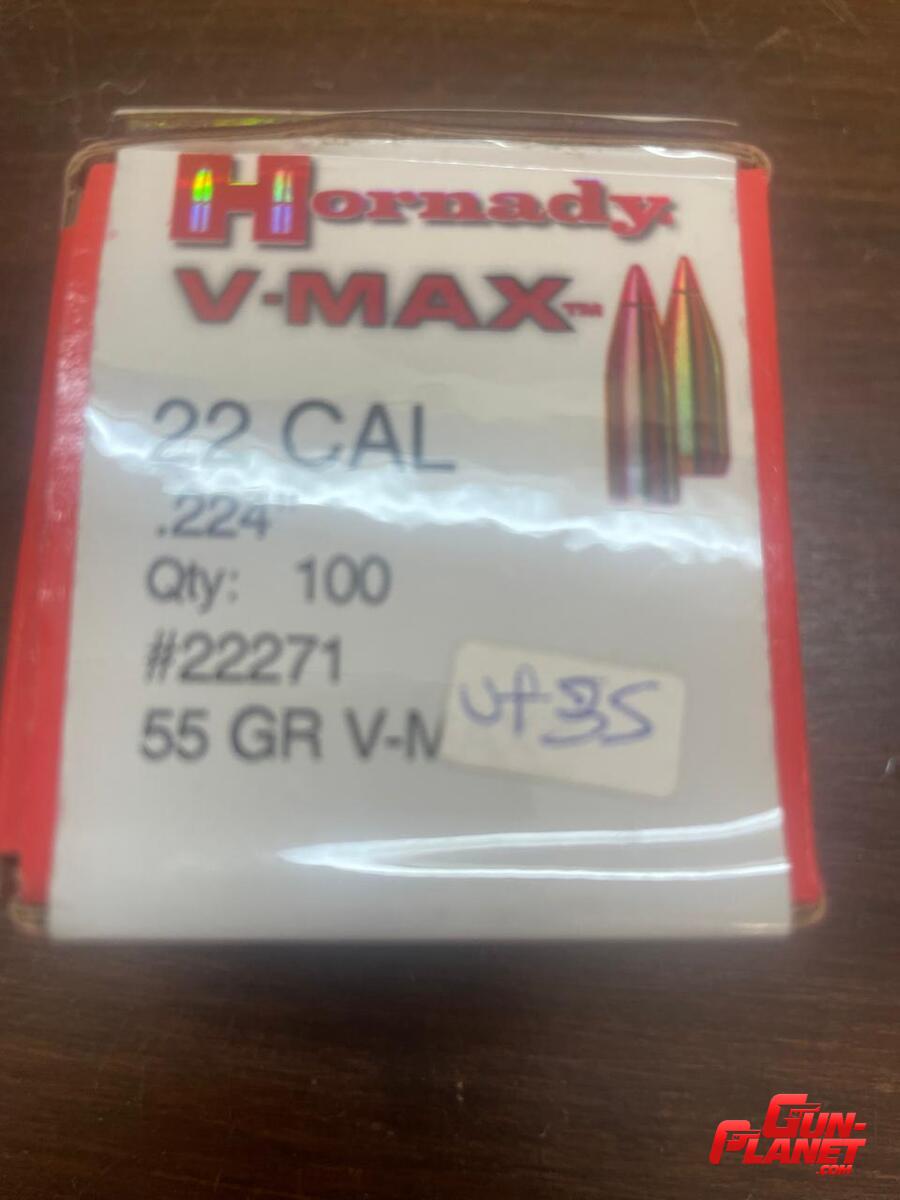 Hornady
V-MAX™
22 CAL
.224"
Qty: 100
#22271
55 GR V-M
GUN-
PLANET
.COM